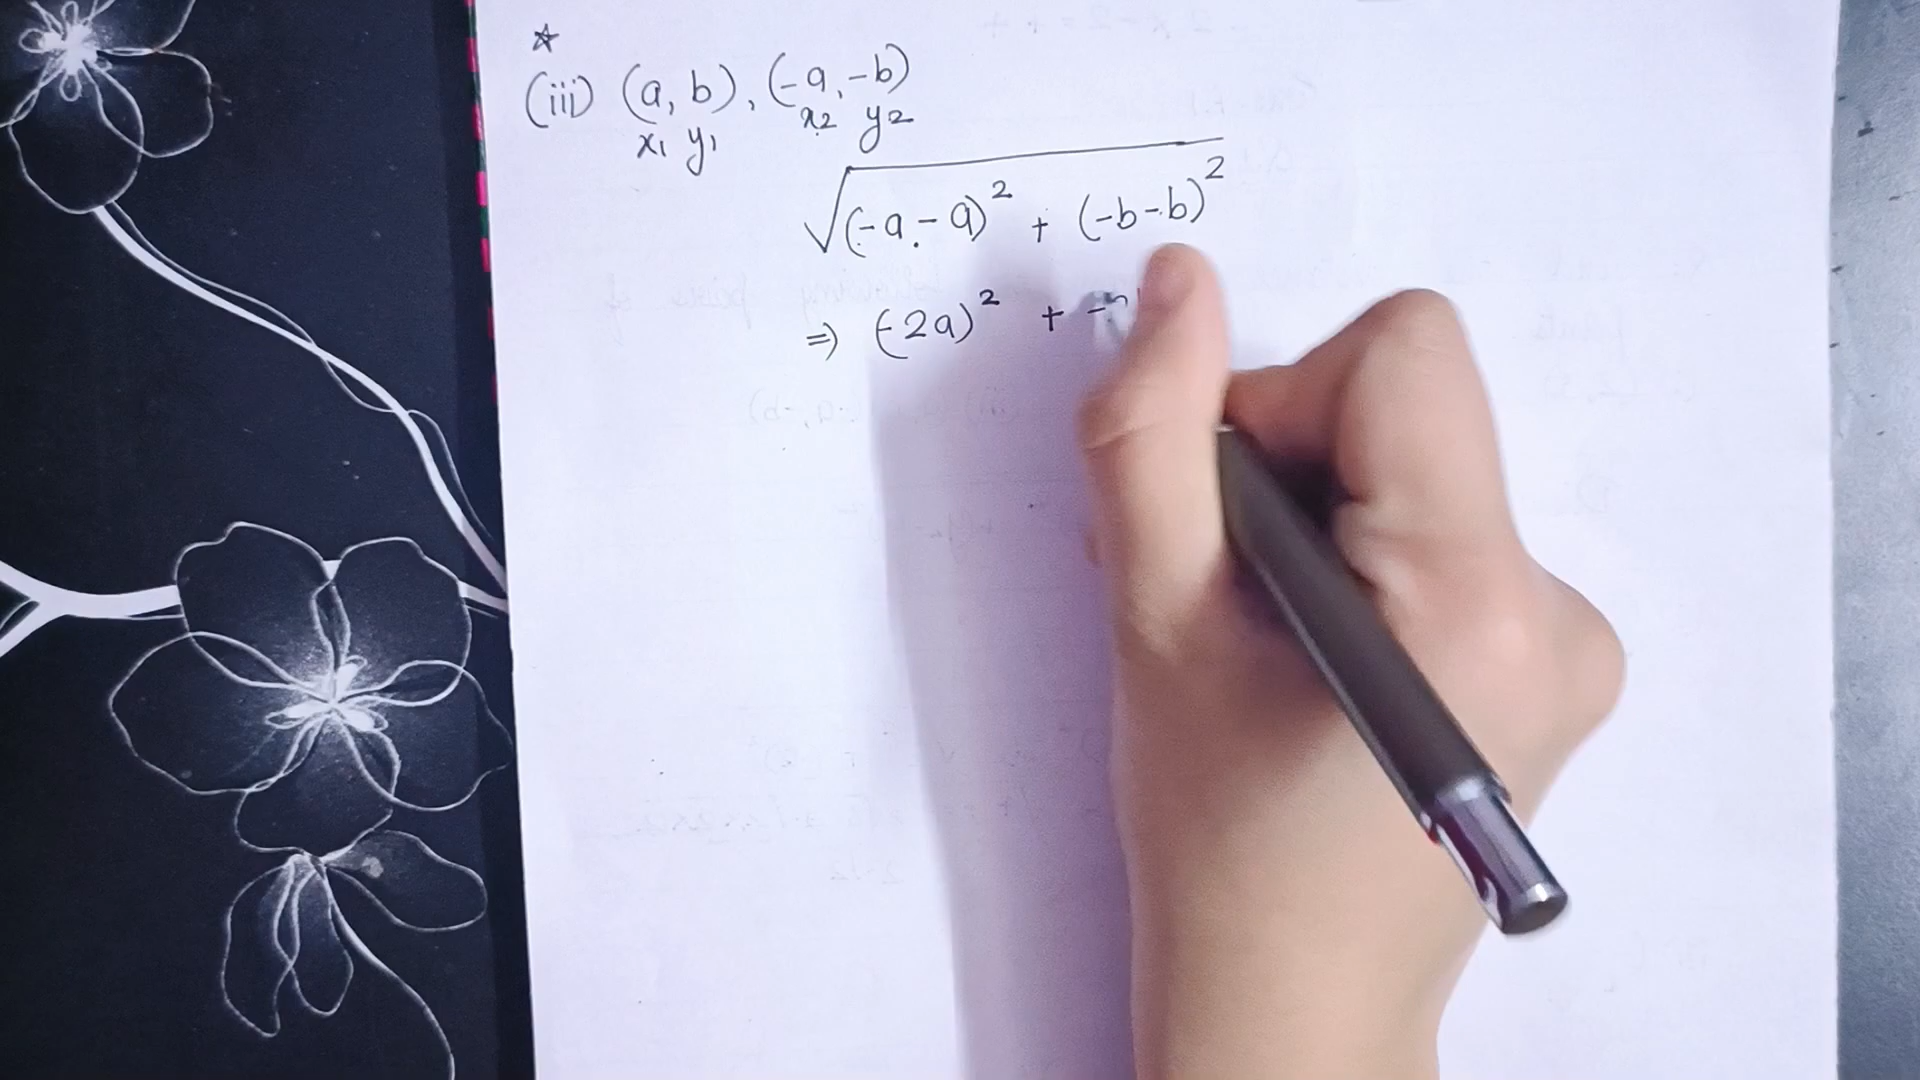 ☆
(iii) (a, b), (-a, -b)
x₁ y₁ x₂ y₂
√(-a - a)² + (-b - b)²
⇒ (-2a)² + -